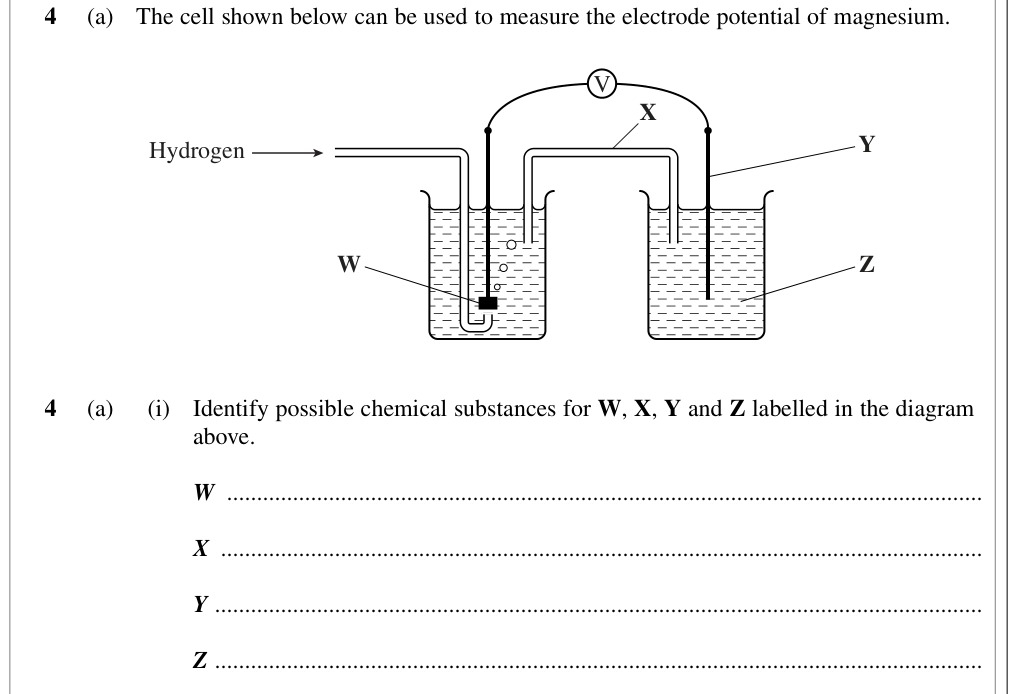 4 (a) The cell shown below can be used to measure the electrode potential of magnesium.
V
X
Hydrogen
Y
W
Z
4 (a) (i) Identify possible chemical substances for W, X, Y and Z labelled in the diagram
above.
W ........................................................................................................................
X ........................................................................................................................
Y ........................................................................................................................
Z ........................................................................................................................